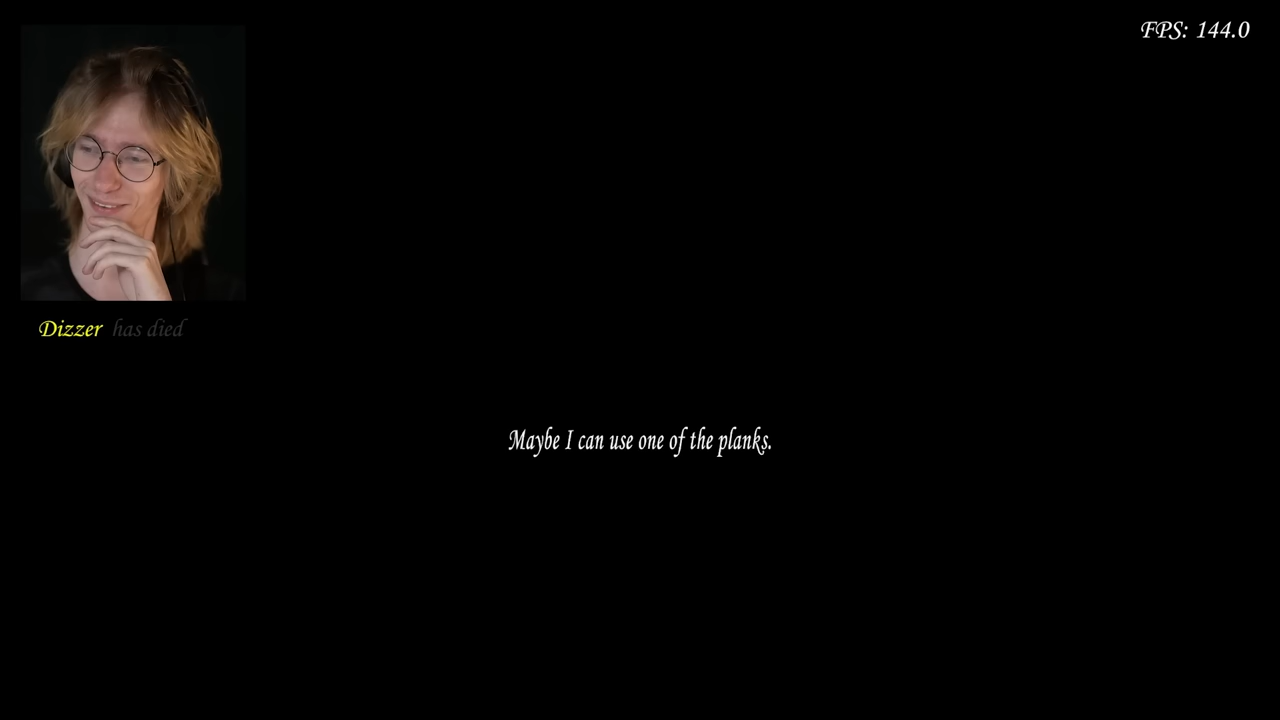 FPS: 144.0
Dizzer has died
Maybe I can use one of the planks.